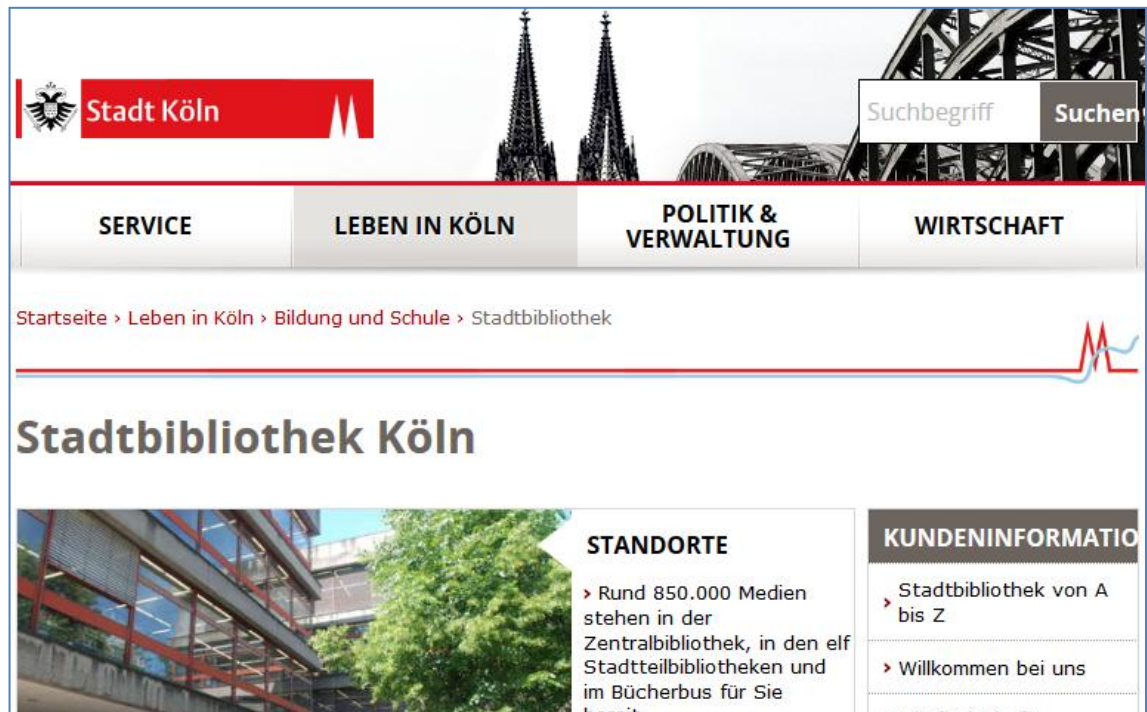 Stadt Köln
Suchbegriff
Suchen
SERVICE
LEBEN IN KÖLN
POLITIK &
VERWALTUNG
WIRTSCHAFT
Startseite › Leben in Köln › Bildung und Schule › Stadtbibliothek
Stadtbibliothek Köln
STANDORTE
› Rund 850.000 Medien
stehen in der
Zentralbibliothek, in den elf
Stadtteilbibliotheken und
im Bücherbus für Sie
KUNDENINFORMATIO
› Stadtbibliothek von A
bis Z
› Willkommen bei uns